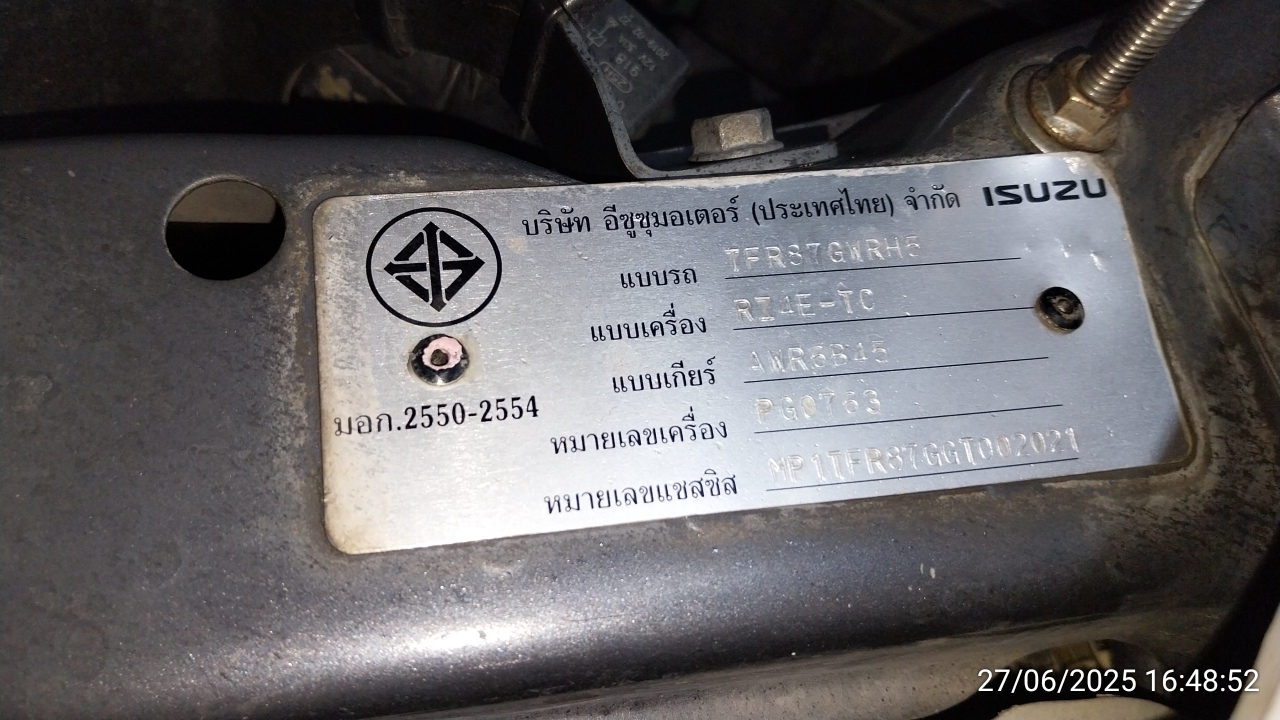 บริษัท อีซูซุมอเตอร์ (ประเทศไทย) จำกัด ISUZU
แบบรถ TFR87GWRH5
แบบเครื่อง RZ4E-TC
แบบเกียร์ AWR6B45
มอก.2550-2554
หมายเลขเครื่อง PG0763
หมายเลขแชสซิส MP1TFR87GGT002021
27/06/2025 16:48:52